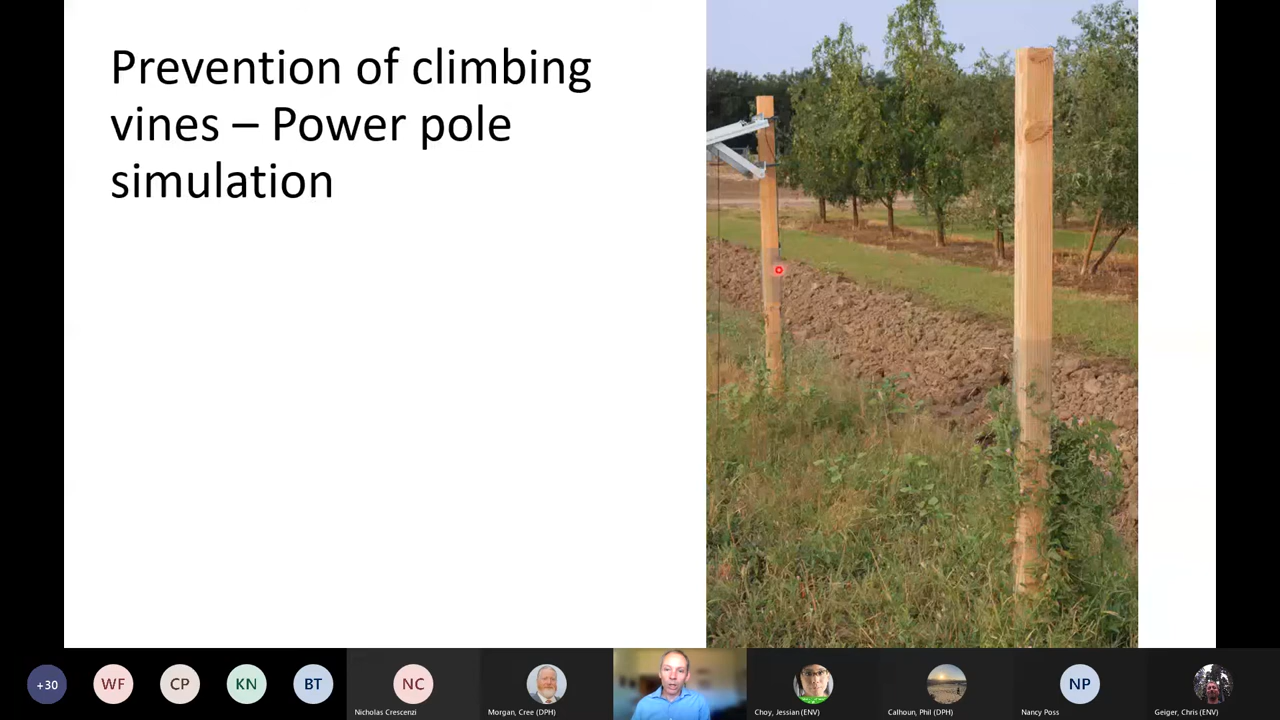 Prevention of climbing
vines – Power pole
simulation
+30
WF
CP
KN
BT
NC
NP
Nicholas Crescenzi
Morgan, Cree (DPH)
Choy, Jessian (ENV)
Calhoun, Phil (DPH)
Nancy Poss
Geiger, Chris (ENV)